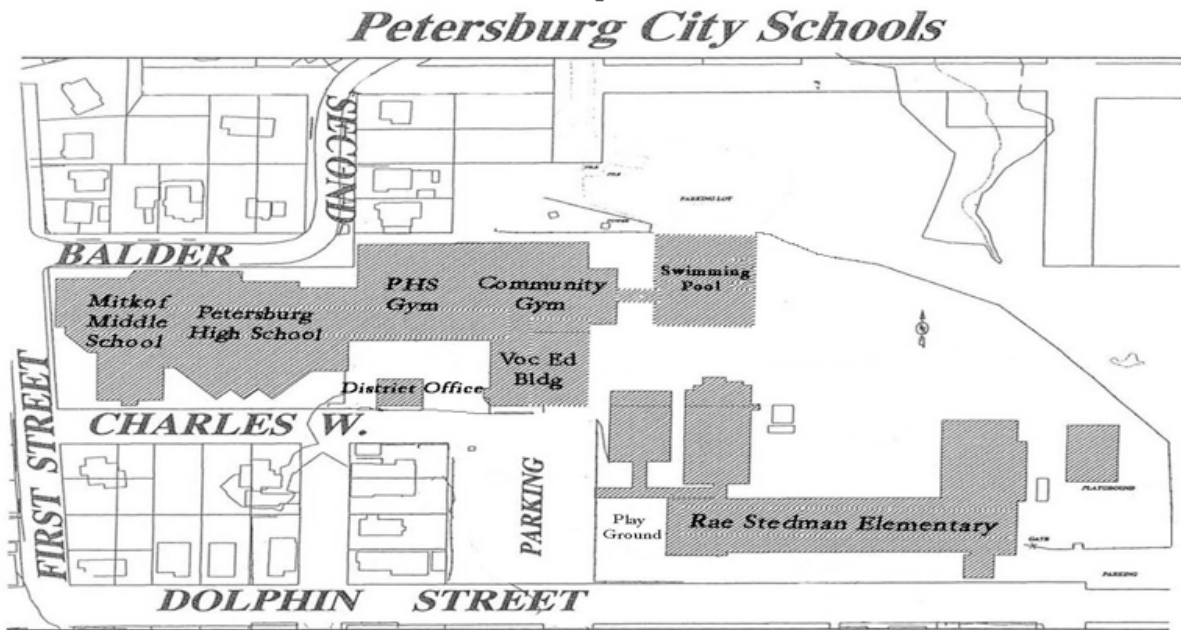 Petersburg City Schools
SECOND
PARKING LOT
BALDER
Mitkof
Middle
School
Petersburg
High School
PHS
Gym
Community
Gym
Swimming
Pool
Voc Ed
Bldg
District Office
FIRST STREET
CHARLES W.
PARKING
Play
Ground
Rae Stedman Elementary
PLAYGROUND
GATE
PARKING
DOLPHIN STREET